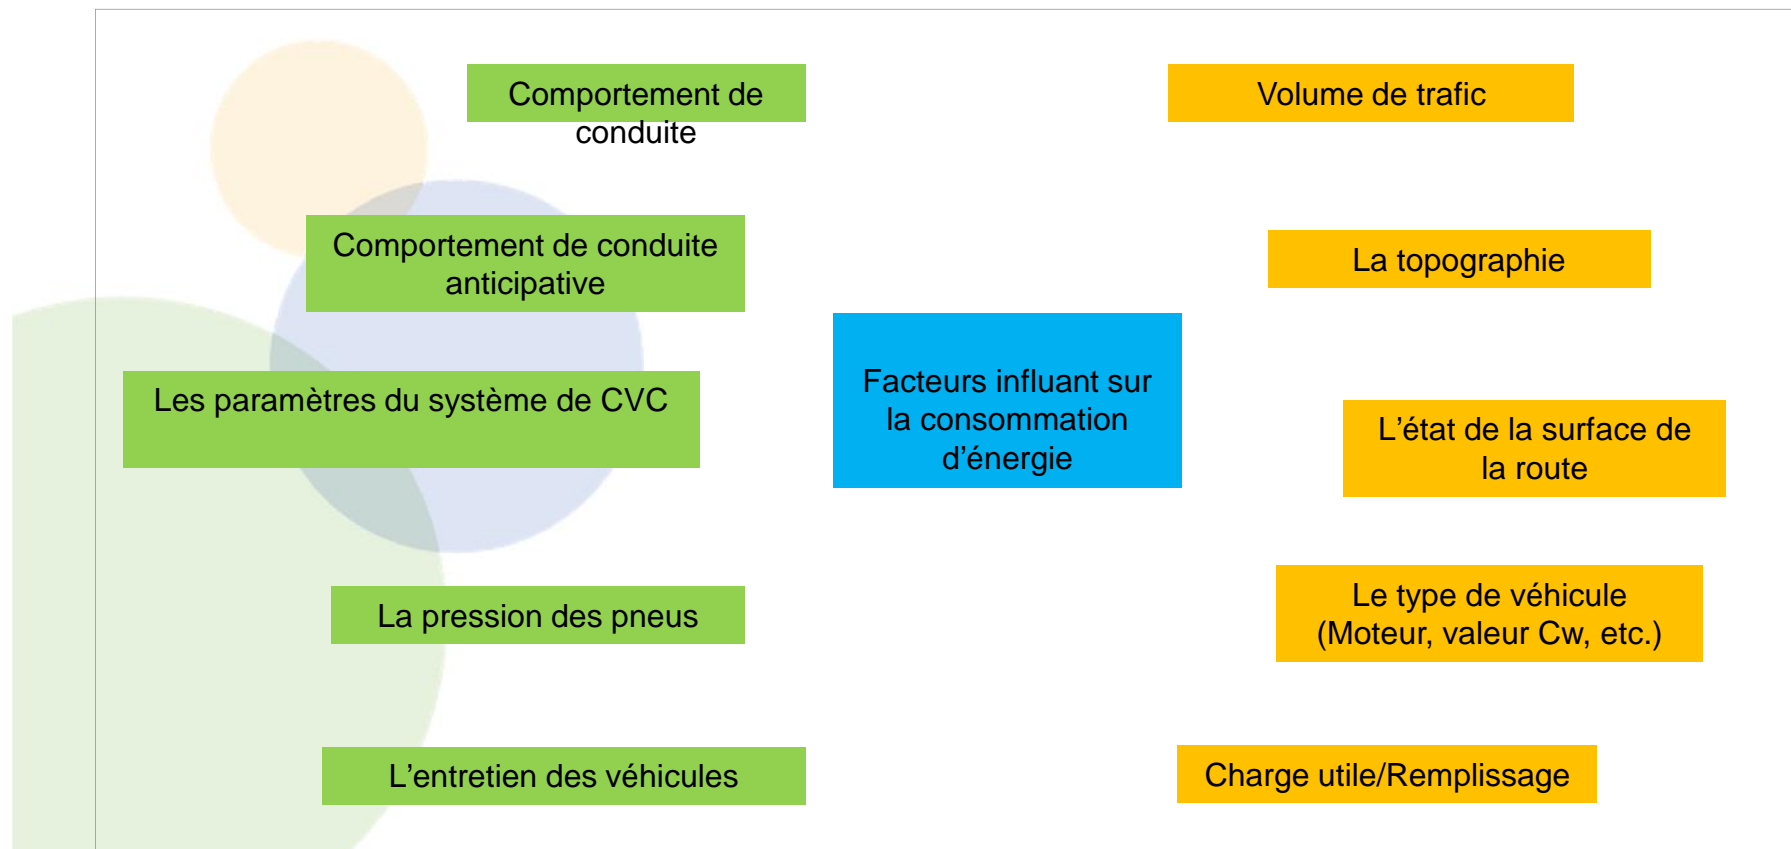 Comportement de
conduite
Comportement de conduite
anticipative
Les paramètres du système de CVC
La pression des pneus
L’entretien des véhicules
Facteurs influant sur
la consommation
d’énergie
Volume de trafic
La topographie
L’état de la surface de
la route
Le type de véhicule
(Moteur, valeur Cw, etc.)
Charge utile/Remplissage